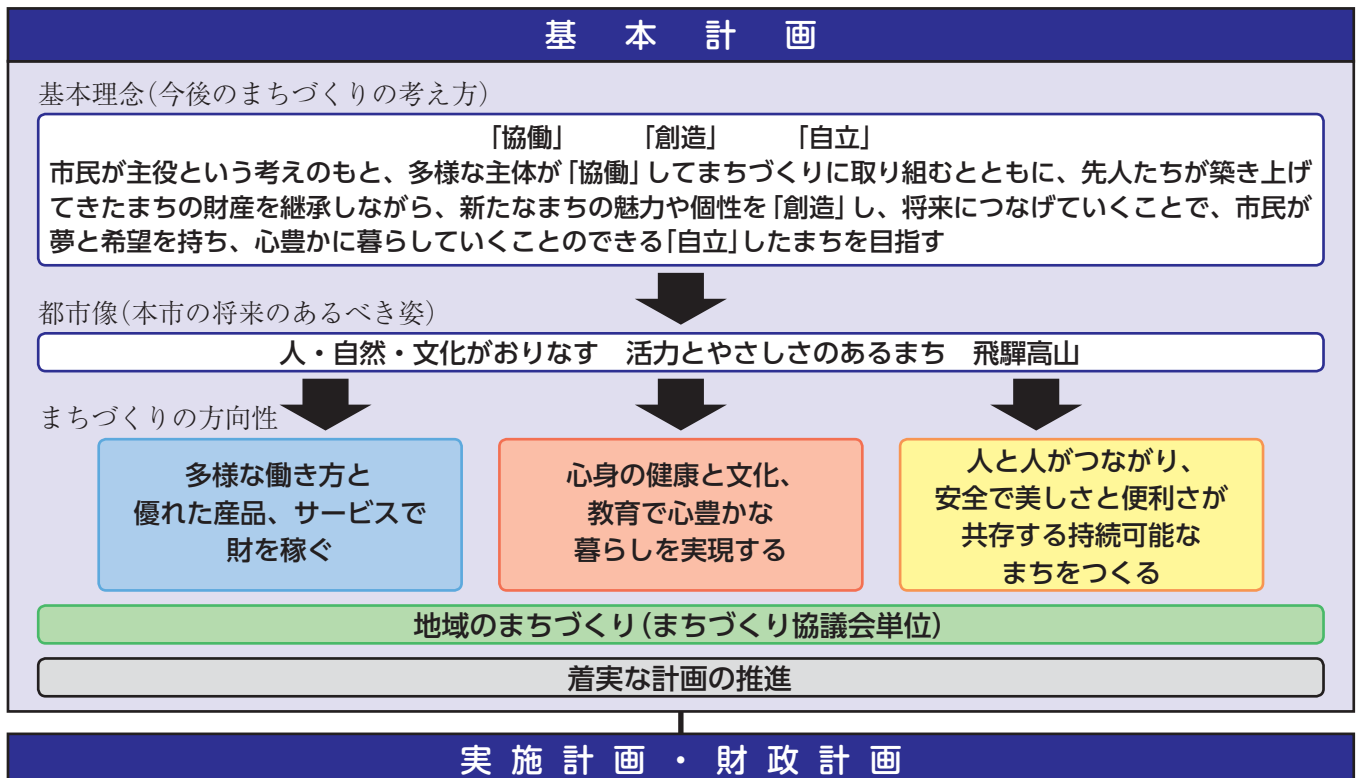 基本計画
基本理念(今後のまちづくりの考え方)
「協働」 「創造」 「自立」
市民が主役という考えのもと、多様な主体が「協働」してまちづくりに取り組むとともに、先人たちが築き上げ
てきたまちの財産を継承しながら、新たなまちの魅力や個性を「創造」し、将来につなげていくことで、市民が
夢と希望を持ち、心豊かに暮らしていくことのできる「自立」したまちを目指す
都市像(本市の将来のあるべき姿)
人・自然・文化がおりなす 活力とやさしさのあるまち 飛驒高山
まちづくりの方向性
多様な働き方と
優れた産品、サービスで
財を稼ぐ
心身の健康と文化、
教育で心豊かな
暮らしを実現する
人と人がつながり、
安全で美しさと便利さが
共存する持続可能な
まちをつくる
地域のまちづくり(まちづくり協議会単位)
着実な計画の推進
実施計画・財政計画